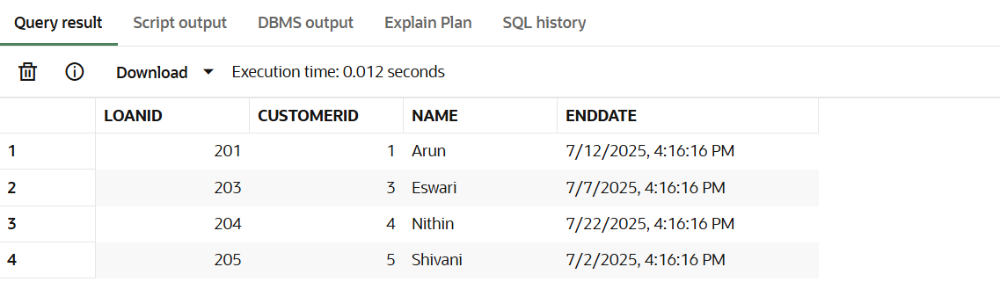 Query result Script output DBMS output Explain Plan SQL history
Download Execution time: 0.012 seconds
LOANID CUSTOMERID NAME ENDDATE
1 201 1 Arun 7/12/2025, 4:16:16 PM
2 203 3 Eswari 7/7/2025, 4:16:16 PM
3 204 4 Nithin 7/22/2025, 4:16:16 PM
4 205 5 Shivani 7/2/2025, 4:16:16 PM